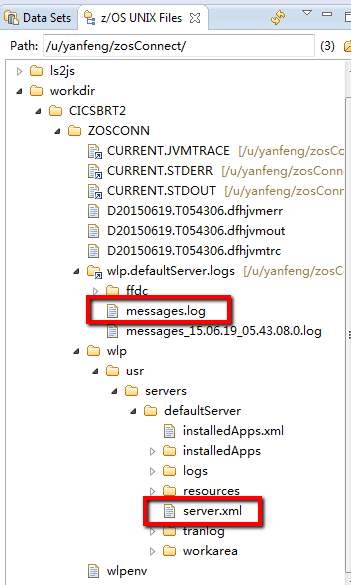 Data Sets z/OS UNIX Files
Path: /u/yanfeng/zosConnect/ (3)
ls2js
workdir
CICSBRT2
ZOSCONN
CURRENT.JVMTRACE [/u/yanfeng/zosCo
CURRENT.STDERR [/u/yanfeng/zosConn
CURRENT.STDOUT [/u/yanfeng/zosConn
D20150619.T054306.dfhjvmerr
D20150619.T054306.dfhjvmout
D20150619.T054306.dfhjvmtrc
wlp.defaultServer.logs [/u/yanfeng/zosConn
ffdc
messages.log
messages_15.06.19_05.43.08.0.log
wlp
usr
servers
defaultServer
installedApps.xml
installedApps
logs
resources
server.xml
tranlog
workarea
wlpenv